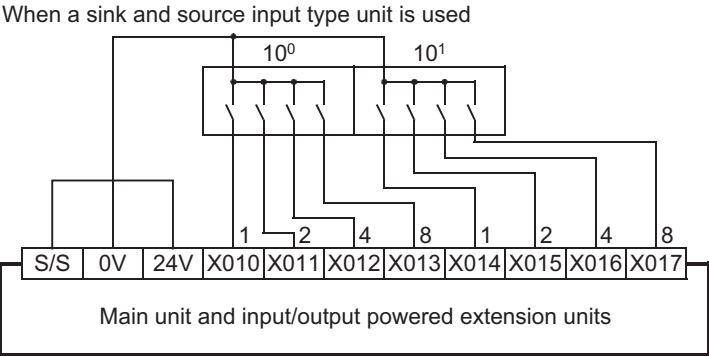 When a sink and source input type unit is used
10⁰ 10¹
1 2 4 8 1 2 4 8
S/S 0V 24V X010 X011 X012 X013 X014 X015 X016 X017
Main unit and input/output powered extension units